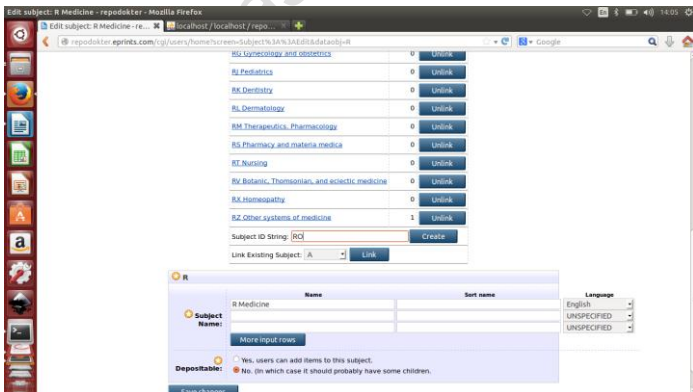 Edit subject: R Medicine - repodokter - Mozilla Firefox
14:05
Edit subject: R Medicine - re...
localhost / localhost / repo...
repodokter.eprints.com/cgi/users/home?screen=Subject%3A%3AEdit&dataobj=R
Google
RG Gynecology and obstetrics 0 Unlink
RJ Pediatrics 0 Unlink
RK Dentistry 0 Unlink
RL Dermatology 0 Unlink
RM Therapeutics. Pharmacology 0 Unlink
RS Pharmacy and materia medica 0 Unlink
RT Nursing 0 Unlink
RV Botanic, Thomsonian, and eclectic medicine 0 Unlink
RX Homeopathy 0 Unlink
RZ Other systems of medicine 1 Unlink
Subject ID String: RO Create
Link Existing Subject: A Link
R
Name Sort name Language
R Medicine English
Subject Name: UNSPECIFIED
UNSPECIFIED
More input rows
Depositable: Yes, users can add items to this subject.
No. (In which case it should probably have some children.
Save changes